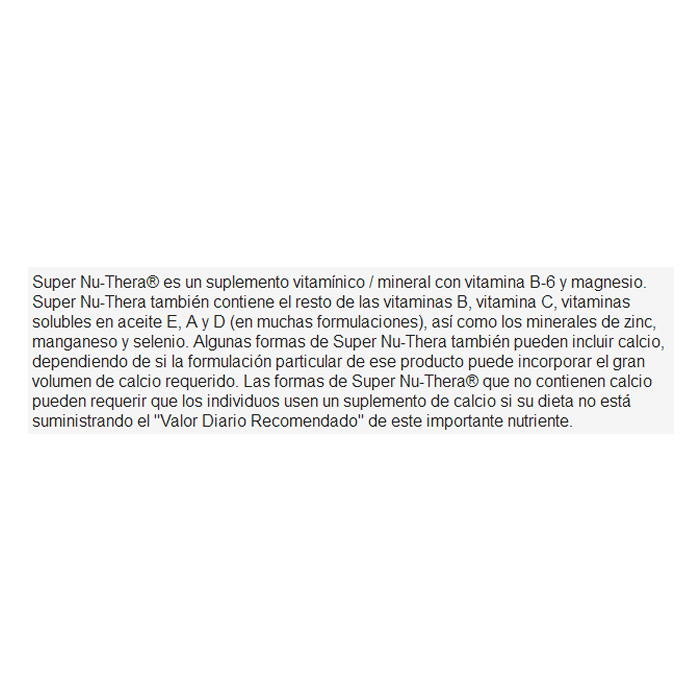 Super Nu-Thera® es un suplemento vitamínico / mineral con vitamina B-6 y magnesio.
Super Nu-Thera también contiene el resto de las vitaminas B, vitamina C, vitaminas
solubles en aceite E, A y D (en muchas formulaciones), así como los minerales de zinc,
manganeso y selenio. Algunas formas de Super Nu-Thera también pueden incluir calcio,
dependiendo de si la formulación particular de ese producto puede incorporar el gran
volumen de calcio requerido. Las formas de Super Nu-Thera® que no contienen calcio
pueden requerir que los individuos usen un suplemento de calcio si su dieta no está
suministrando el "Valor Diario Recomendado" de este importante nutriente.